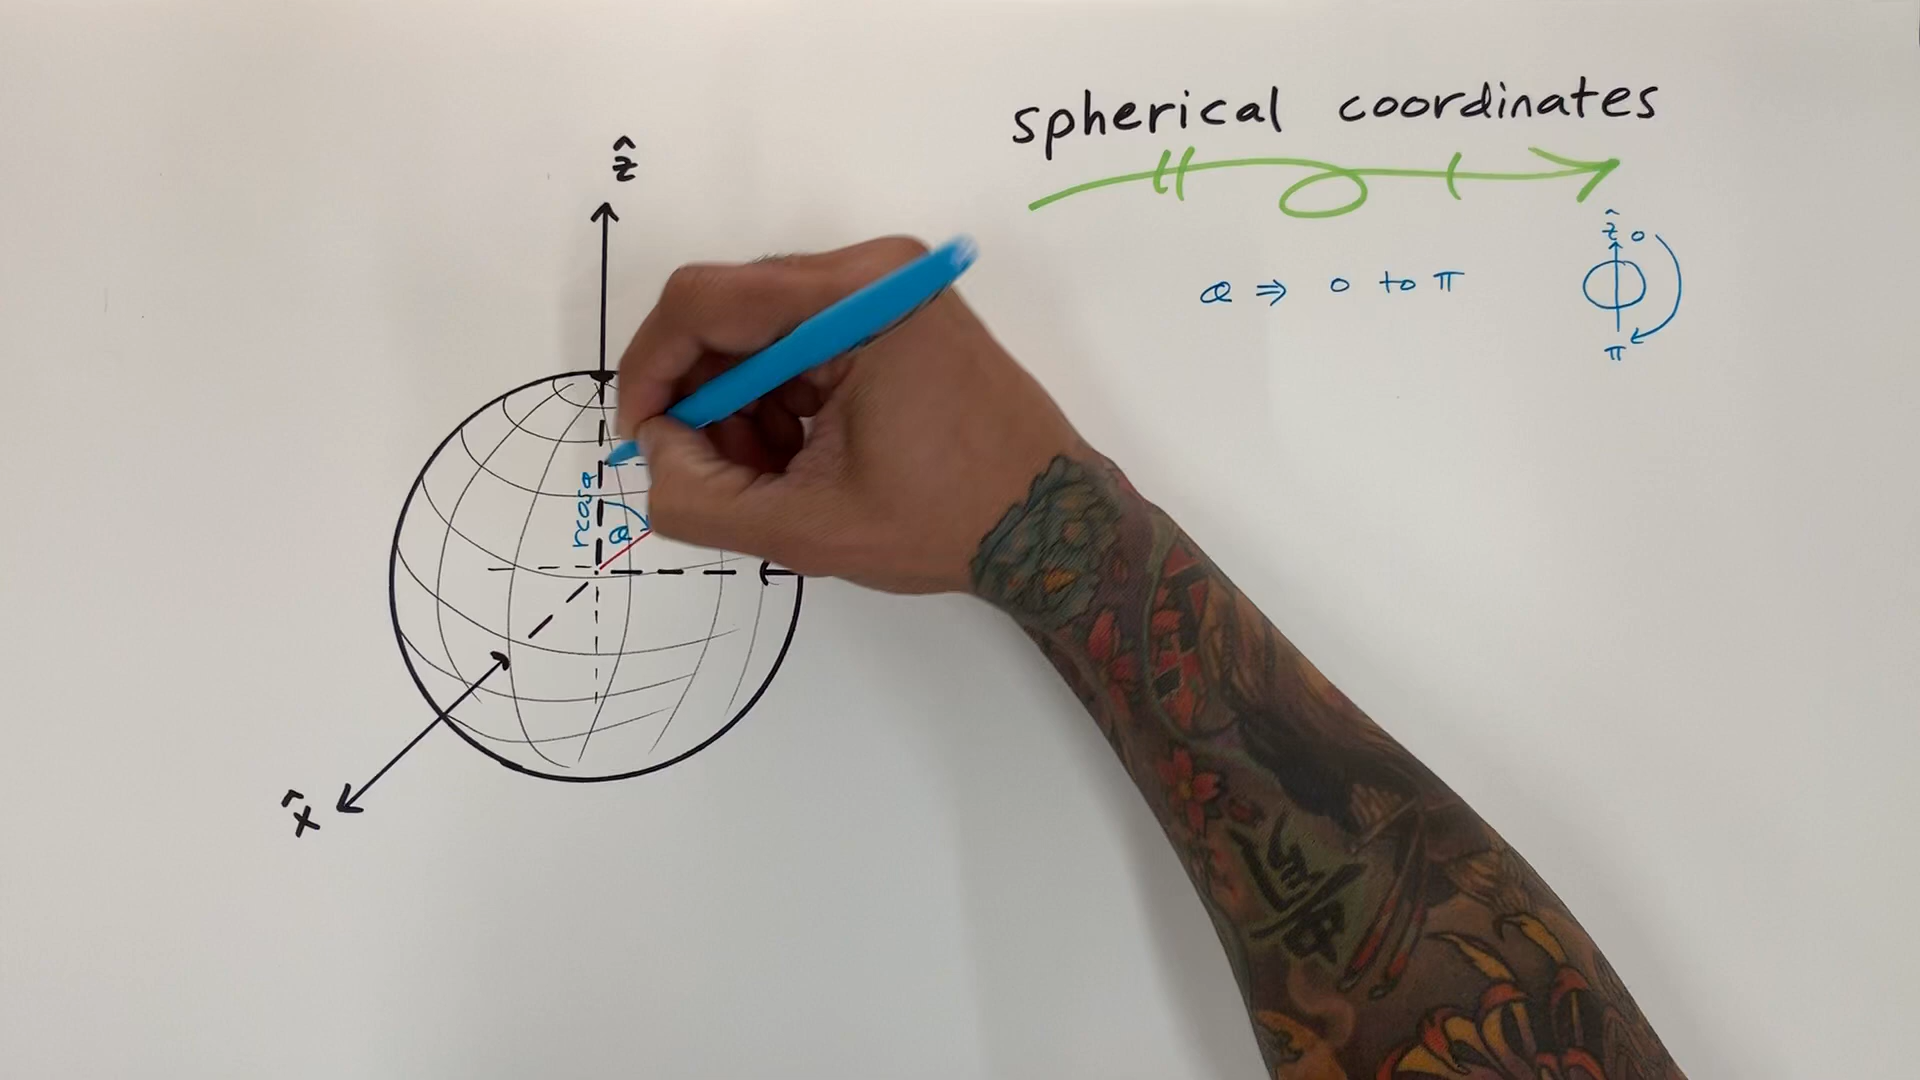 spherical coordinates
θ ⇒ 0 to π
ẑ 0
π
ẑ
rcosθ
θ
x̂